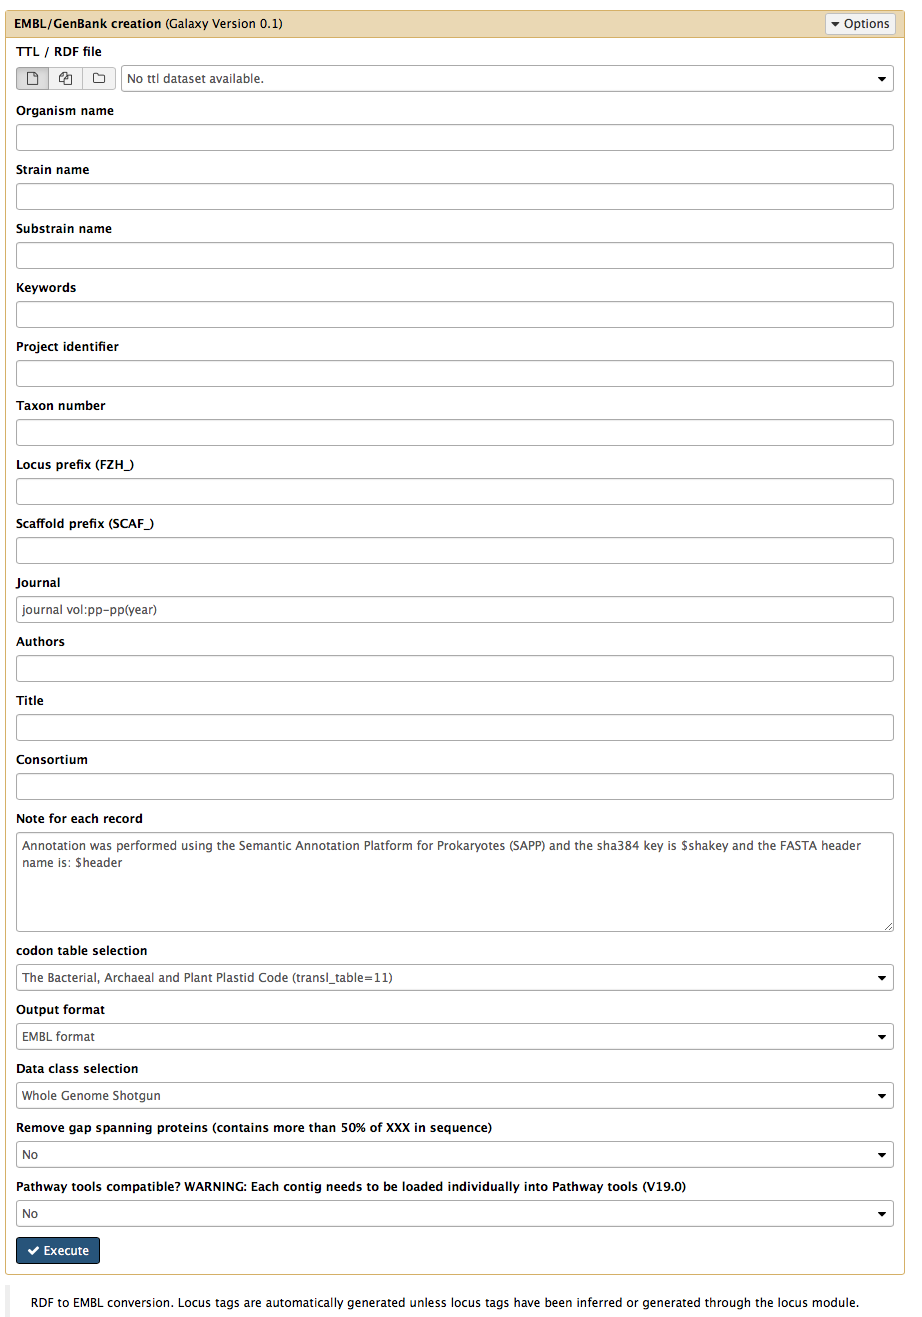 EMBL/GenBank creation (Galaxy Version 0.1)
Options
TTL / RDF file
No ttl dataset available.
Organism name
Strain name
Substrain name
Keywords
Project identifier
Taxon number
Locus prefix (FZH_)
Scaffold prefix (SCAF_)
Journal
journal vol:pp-pp(year)
Authors
Title
Consortium
Note for each record
Annotation was performed using the Semantic Annotation Platform for Prokaryotes (SAPP) and the sha384 key is $shakey and the FASTA header
name is: $header
codon table selection
The Bacterial, Archaeal and Plant Plastid Code (transl_table=11)
Output format
EMBL format
Data class selection
Whole Genome Shotgun
Remove gap spanning proteins (contains more than 50% of XXX in sequence)
No
Pathway tools compatible? WARNING: Each contig needs to be loaded individually into Pathway tools (V19.0)
No
Execute
RDF to EMBL conversion. Locus tags are automatically generated unless locus tags have been inferred or generated through the locus module.